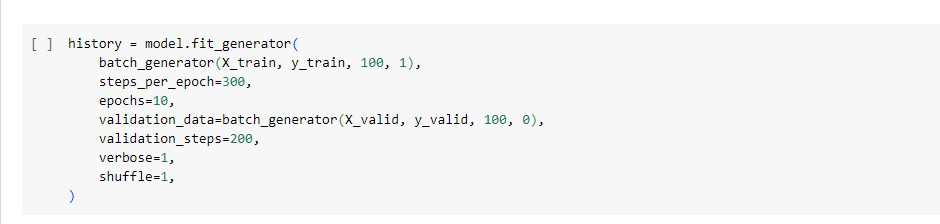 [ ] history = model.fit_generator(
batch_generator(X_train, y_train, 100, 1),
steps_per_epoch=300,
epochs=10,
validation_data=batch_generator(X_valid, y_valid, 100, 0),
validation_steps=200,
verbose=1,
shuffle=1,
)